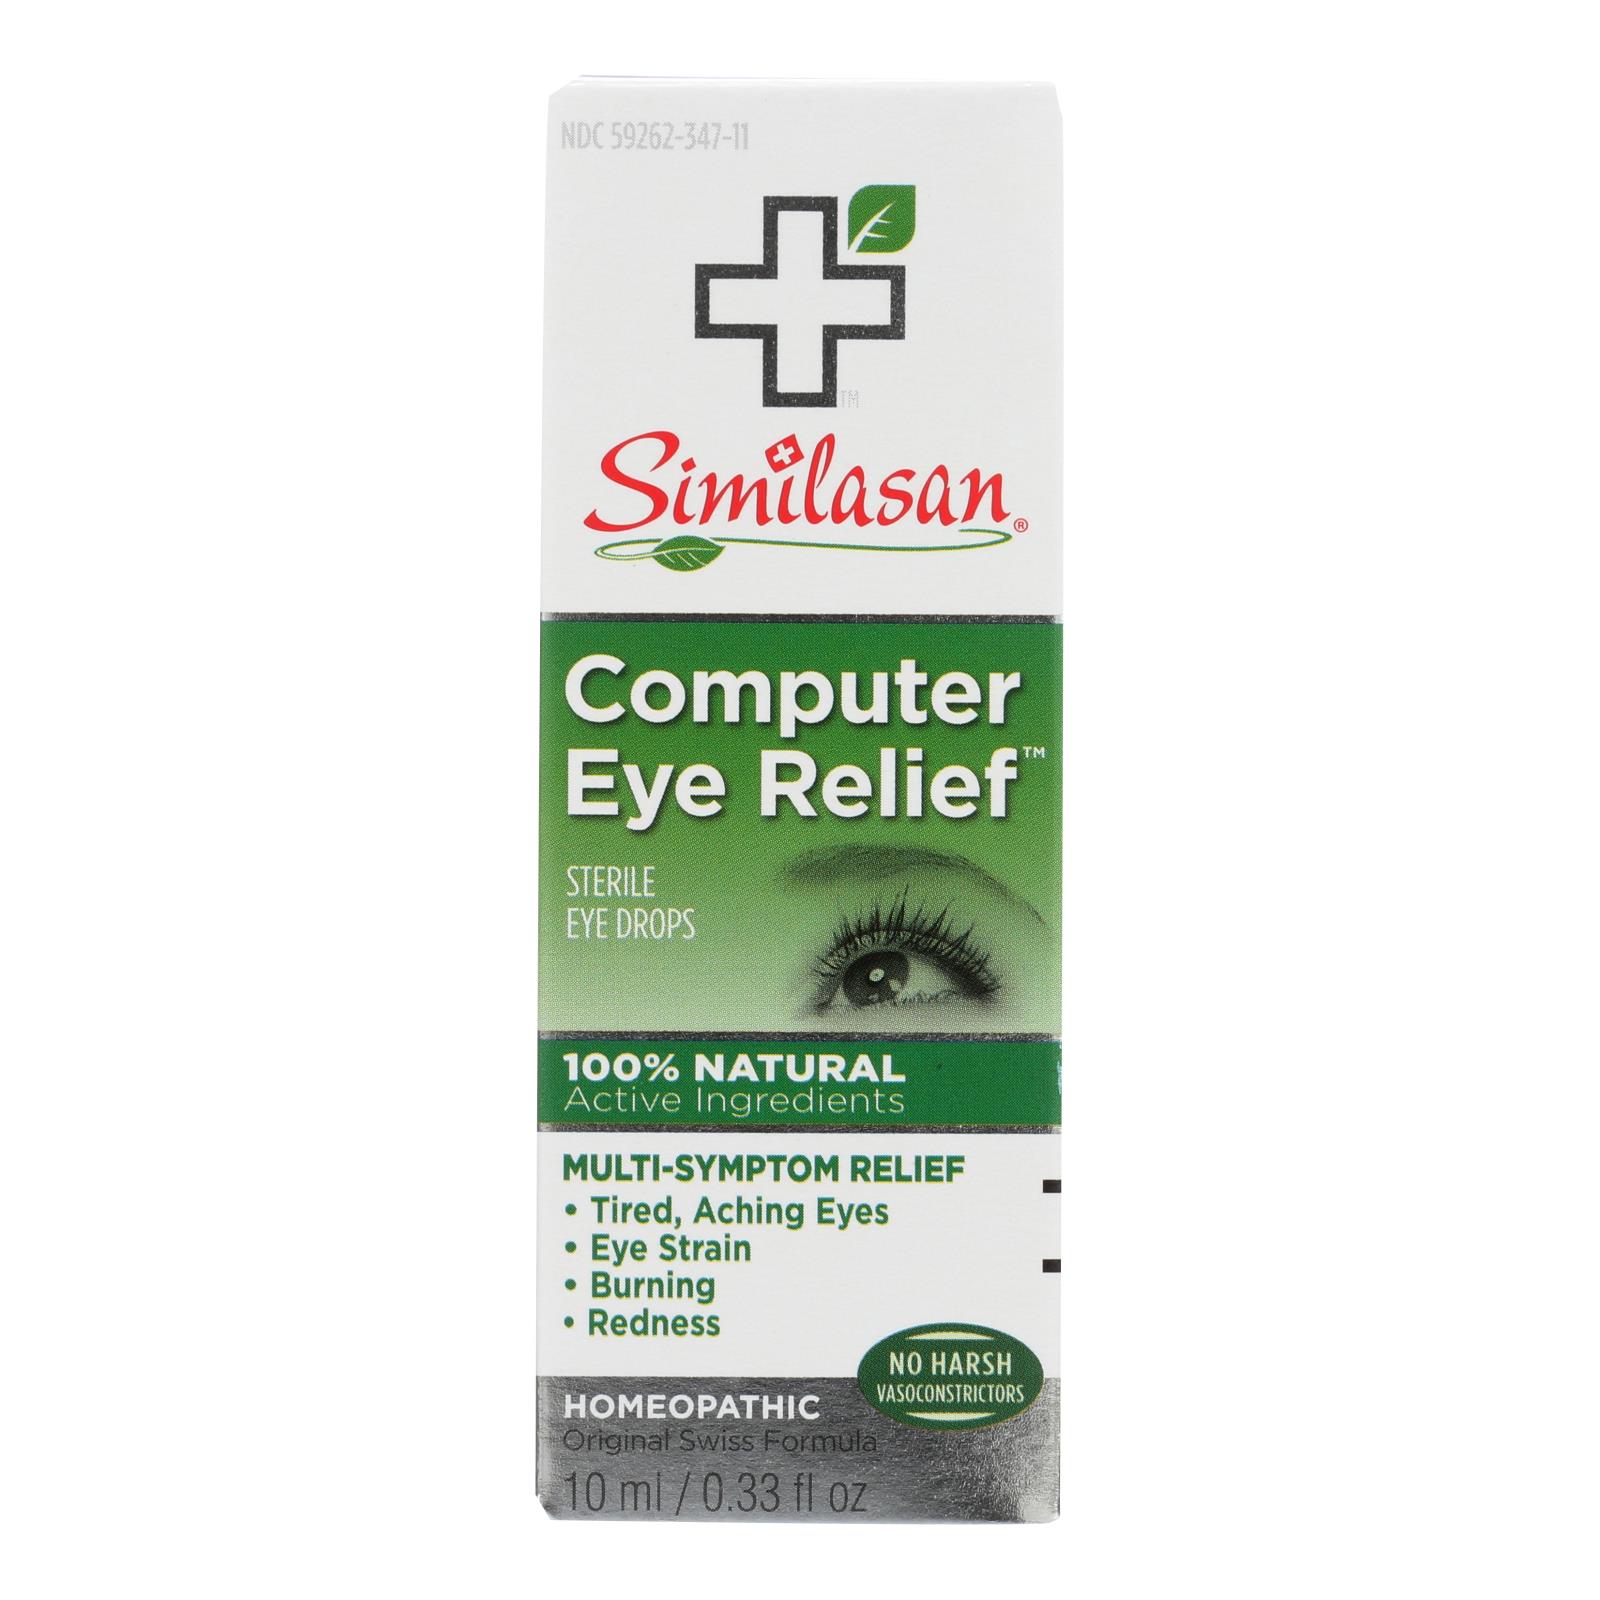 NDC 59262-347-11
TM
Similasan®
Computer
Eye Relief™
STERILE
EYE DROPS
100% NATURAL
Active Ingredients
MULTI-SYMPTOM RELIEF
• Tired, Aching Eyes
• Eye Strain
• Burning
• Redness
NO HARSH
VASOCONSTRICTORS
HOMEOPATHIC
Original Swiss Formula
10 ml / 0.33 fl oz